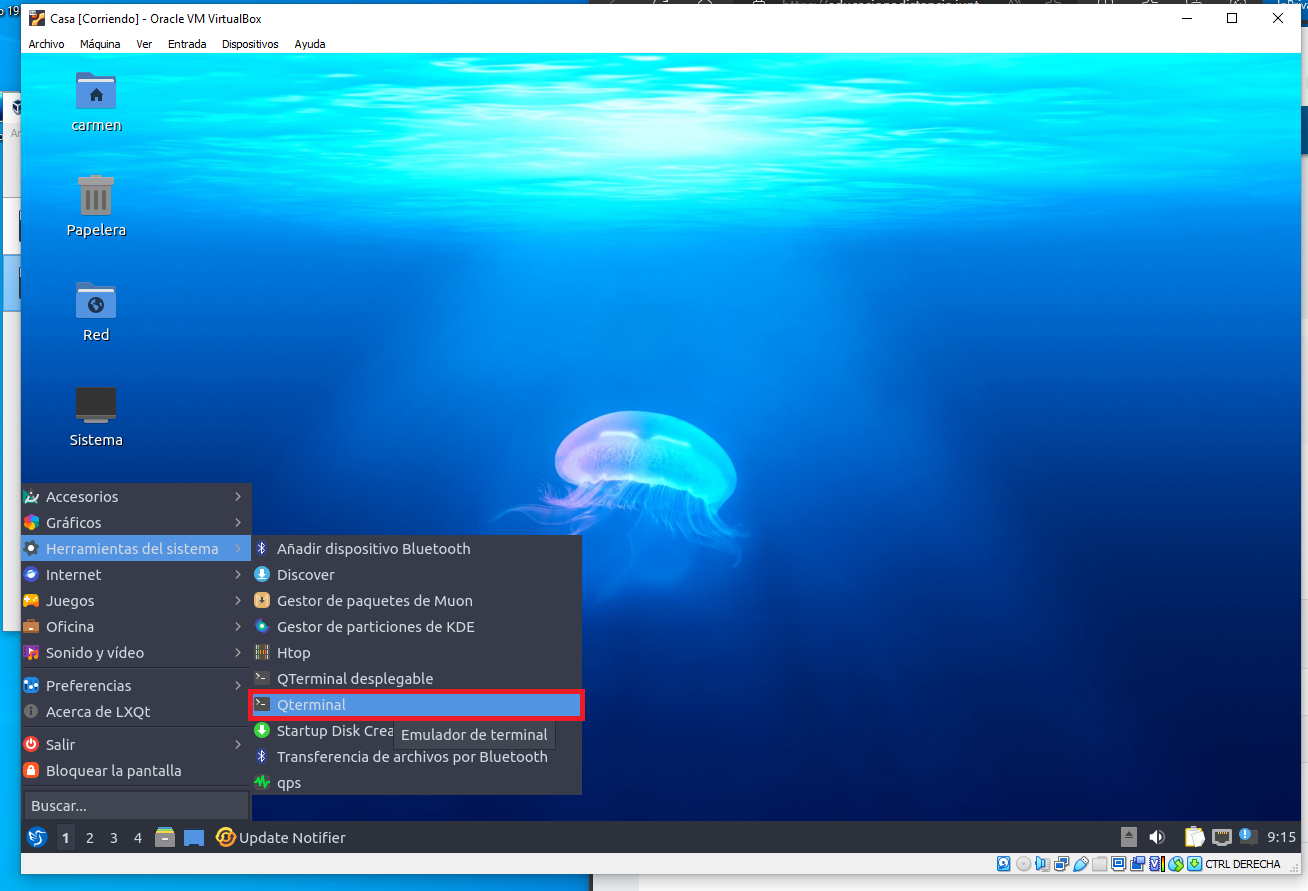 Casa [Corriendo] - Oracle VM VirtualBox
Archivo Máquina Ver Entrada Dispositivos Ayuda
carmen
Papelera
Red
Sistema
Accesorios
Gráficos
Herramientas del sistema
Internet
Juegos
Oficina
Sonido y vídeo
Preferencias
Acerca de LXQt
Salir
Bloquear la pantalla
Buscar...
Añadir dispositivo Bluetooth
Discover
Gestor de paquetes de Muon
Gestor de particiones de KDE
Htop
QTerminal desplegable
Qterminal
Startup Disk Crea
Emulador de terminal
Transferencia de archivos por Bluetooth
qps
1 2 3 4 Update Notifier 9:15
CTRL DERECHA